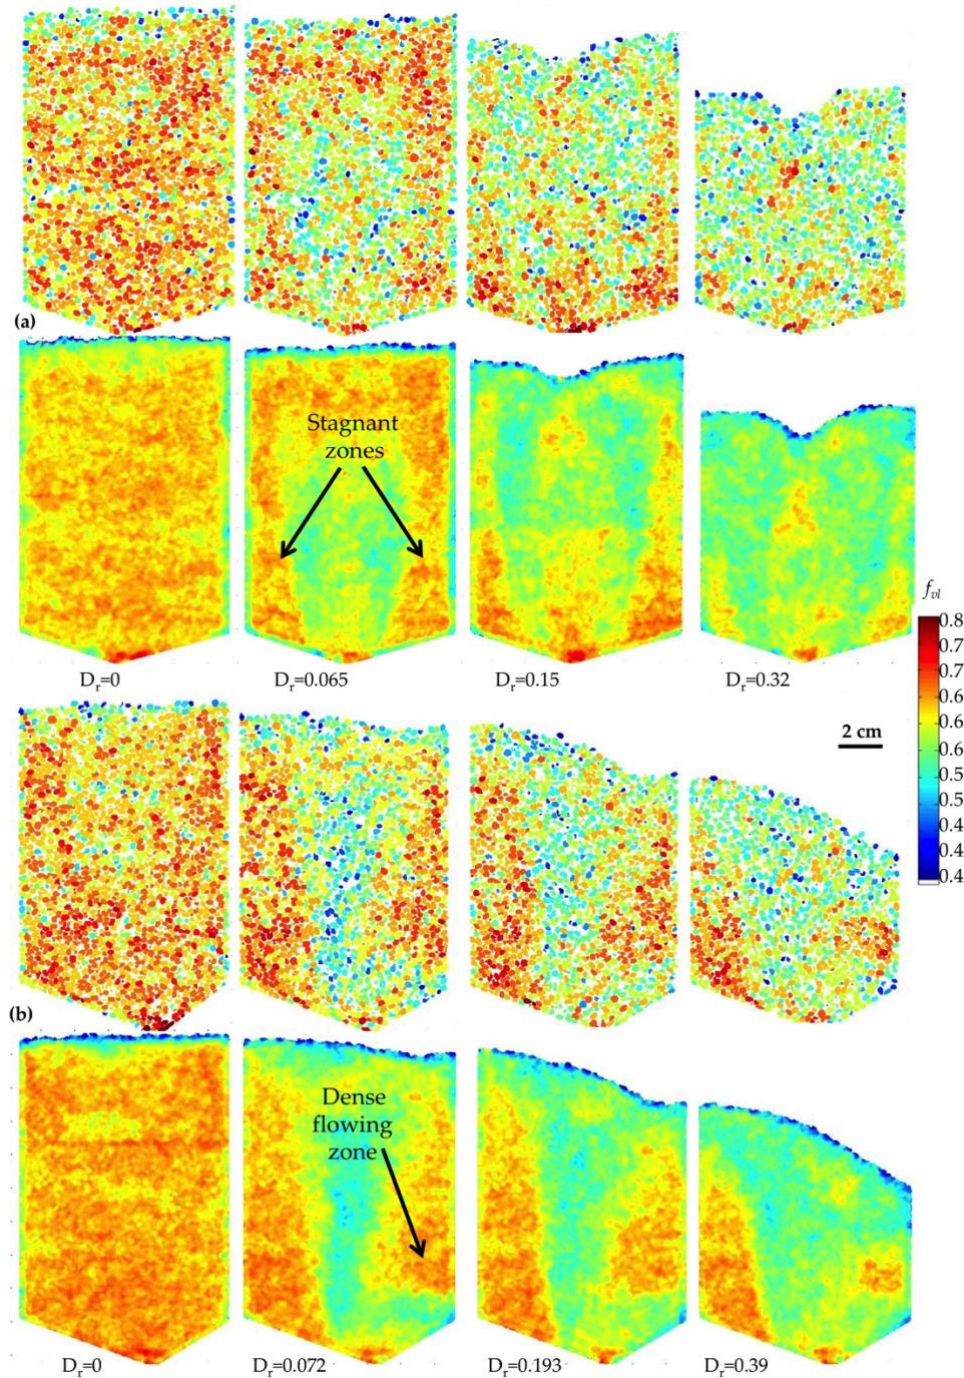 (a)
Stagnant
zones
f_vl
0.8
0.7
0.7
0.6
0.6
0.5
0.5
0.4
0.4
0.4
D_r=0
D_r=0.065
D_r=0.15
D_r=0.32
2 cm
(b)
Dense
flowing
zone
D_r=0
D_r=0.072
D_r=0.193
D_r=0.39